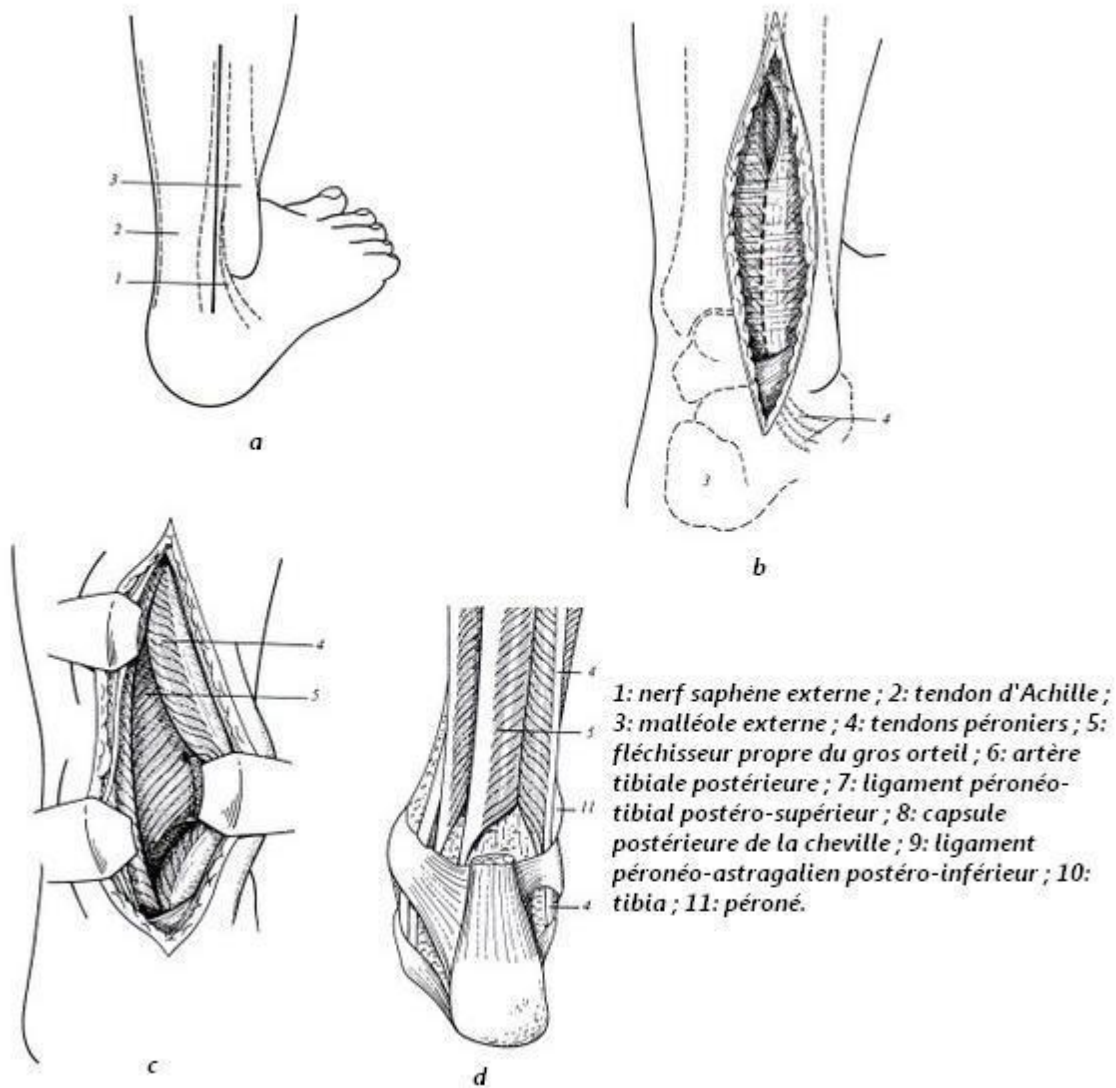 3
2
1
a
4
3
b
4
5
c
4
5
11
4
d
1: nerf saphène externe ; 2: tendon d'Achille ;
3: malléole externe ; 4: tendons péroniers ; 5:
fléchisseur propre du gros orteil ; 6: artère
tibiale postérieure ; 7: ligament péronéo-
tibial postéro-supérieur ; 8: capsule
postérieure de la cheville ; 9: ligament
péronéo-astragalien postéro-inférieur ; 10:
tibia ; 11: péroné.